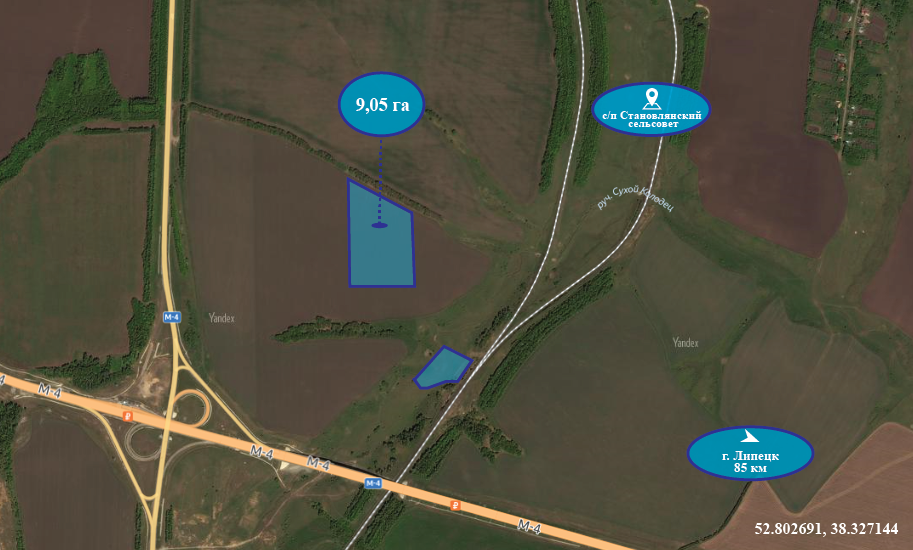 9,05 га
с/п Становлянский
сельсовет
руч. Сухой Колодец
М-4
Yandex
Yandex
М-4
М-4
₽
М-4
М-4
г. Липецк
85 км
М-4
₽
М-4
52.802691, 38.327144